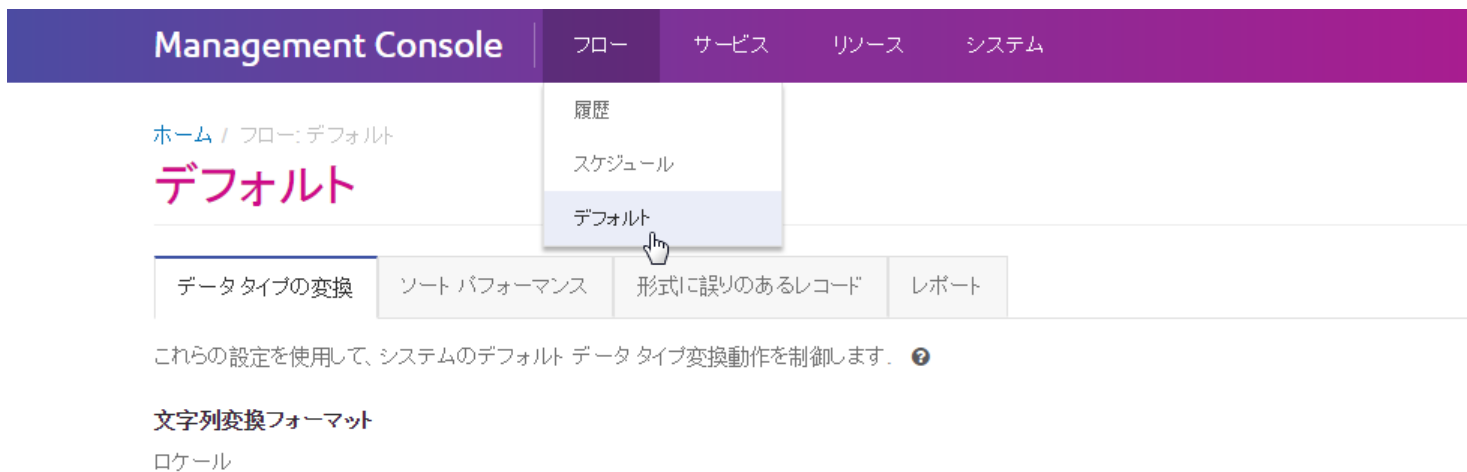 Management Console フロー サービス リソース システム
履歴
ホーム / フロー: デフォルト
スケジュール
デフォルト
デフォルト
データ タイプの変換 ソート パフォーマンス 形式に誤りのあるレコード レポート
これらの設定を使用して、システムのデフォルト データ タイプ変換動作を制御します.
文字列変換フォーマット
ロケール